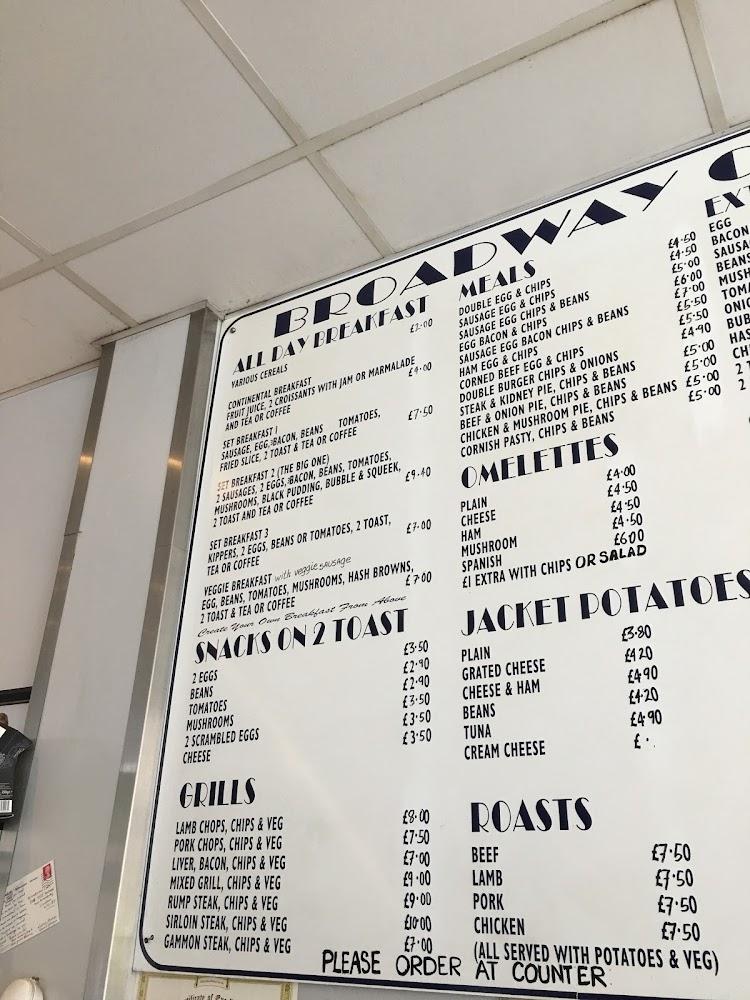 BROADWAY
ALL DAY BREAKFAST
VARIOUS CEREALS £2.00
CONTINENTAL BREAKFAST
FRUIT JUICE, 2 CROISSANTS WITH JAM OR MARMALADE
AND TEA OR COFFEE £4.00
SET BREAKFAST 1
SAUSAGE, EGG, BACON, BEANS TOMATOES,
FRIED SLICE, 2 TOAST & TEA OR COFFEE £7.50
SET BREAKFAST 2 (THE BIG ONE)
2 SAUSAGES, 2 EGGS, BACON, BEANS, TOMATOES,
MUSHROOMS, BLACK PUDDING, BUBBLE & SQUEEK,
2 TOAST AND TEA OR COFFEE £9.40
SET BREAKFAST 3
KIPPERS, 2 EGGS, BEANS OR TOMATOES, 2 TOAST,
TEA OR COFFEE £7.00
VEGGIE BREAKFAST with veggie SAUSAGE
EGG, BEANS, TOMATOES, MUSHROOMS, HASH BROWNS,
2 TOAST & TEA OR COFFEE £7.00
Create Your Own Breakfast From Above
SNACKS ON 2 TOAST
2 EGGS £3.50
BEANS £2.90
TOMATOES £2.90
MUSHROOMS £3.50
2 SCRAMBLED EGGS £3.50
CHEESE £3.50
GRILLS
LAMB CHOPS, CHIPS & VEG £8.00
PORK CHOPS, CHIPS & VEG £7.50
LIVER, BACON, CHIPS & VEG £7.00
MIXED GRILL, CHIPS & VEG £9.00
RUMP STEAK, CHIPS & VEG £9.00
SIRLOIN STEAK, CHIPS & VEG £10.00
GAMMON STEAK, CHIPS & VEG £7.00
MEALS
DOUBLE EGG & CHIPS £4.50
SAUSAGE EGG & CHIPS £4.50
SAUSAGE EGG CHIPS & BEANS £5.00
EGG BACON & CHIPS £6.00
SAUSAGE EGG BACON CHIPS & BEANS £7.00
HAM EGG & CHIPS £5.50
CORNED BEEF EGG & CHIPS £5.50
DOUBLE BURGER CHIPS & ONIONS £4.90
STEAK & KIDNEY PIE, CHIPS & BEANS £5.00
BEEF & ONION PIE, CHIPS & BEANS £5.00
CHICKEN & MUSHROOM PIE, CHIPS & BEANS £5.00
CORNISH PASTY, CHIPS & BEANS £5.00
OMELETTES
PLAIN £4.00
CHEESE £4.50
HAM £4.50
MUSHROOM £4.50
SPANISH £6.00
£1 EXTRA WITH CHIPS OR SALAD
JACKET POTATOES
PLAIN £3.80
GRATED CHEESE £4.20
CHEESE & HAM £4.90
BEANS £4.20
TUNA £4.90
CREAM CHEESE £ .
ROASTS
BEEF £7.50
LAMB £7.50
PORK £7.50
CHICKEN £7.50
(ALL SERVED WITH POTATOES & VEG)
PLEASE ORDER AT COUNTER
EGG
BACON
BEANS